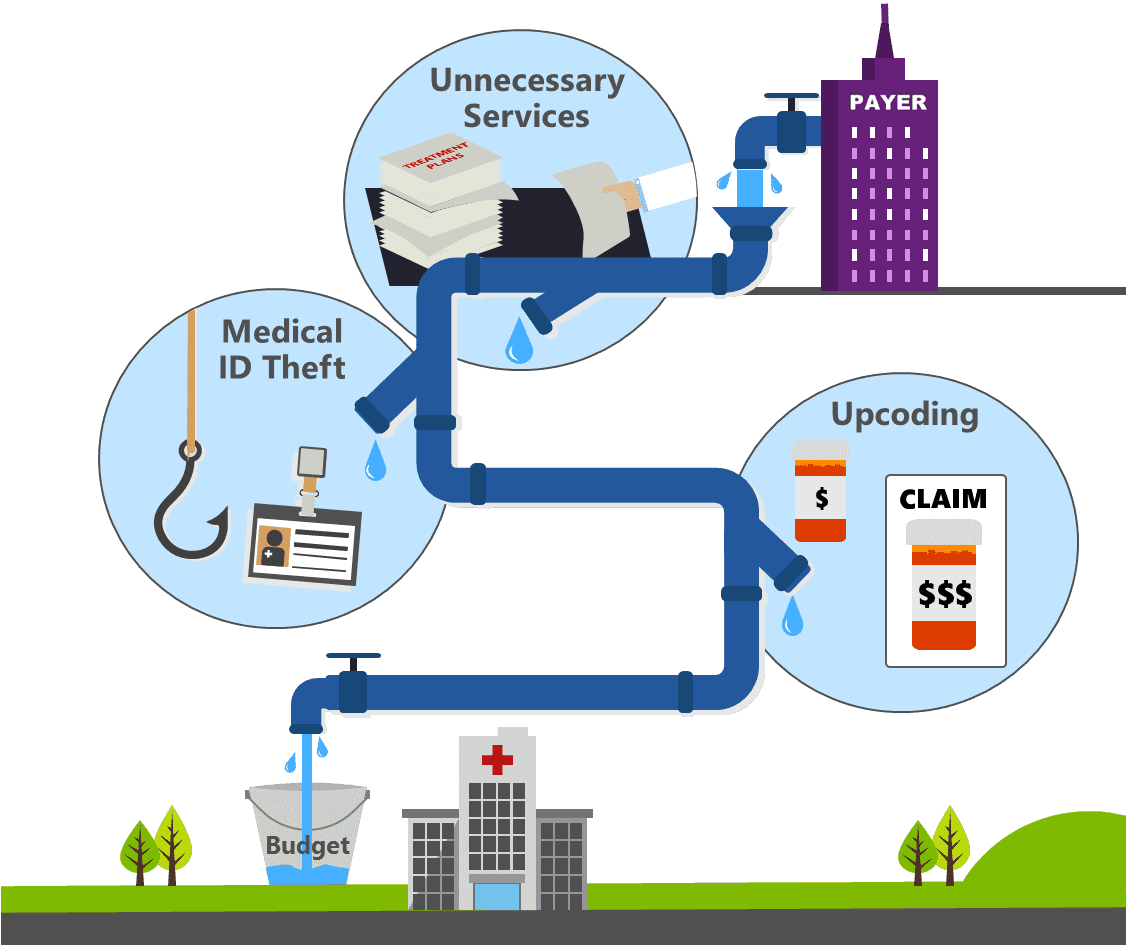 Unnecessary
Services
TREATMENT
PLANS
PAYER
Medical
ID Theft
Upcoding
$
CLAIM
$$$
Budget